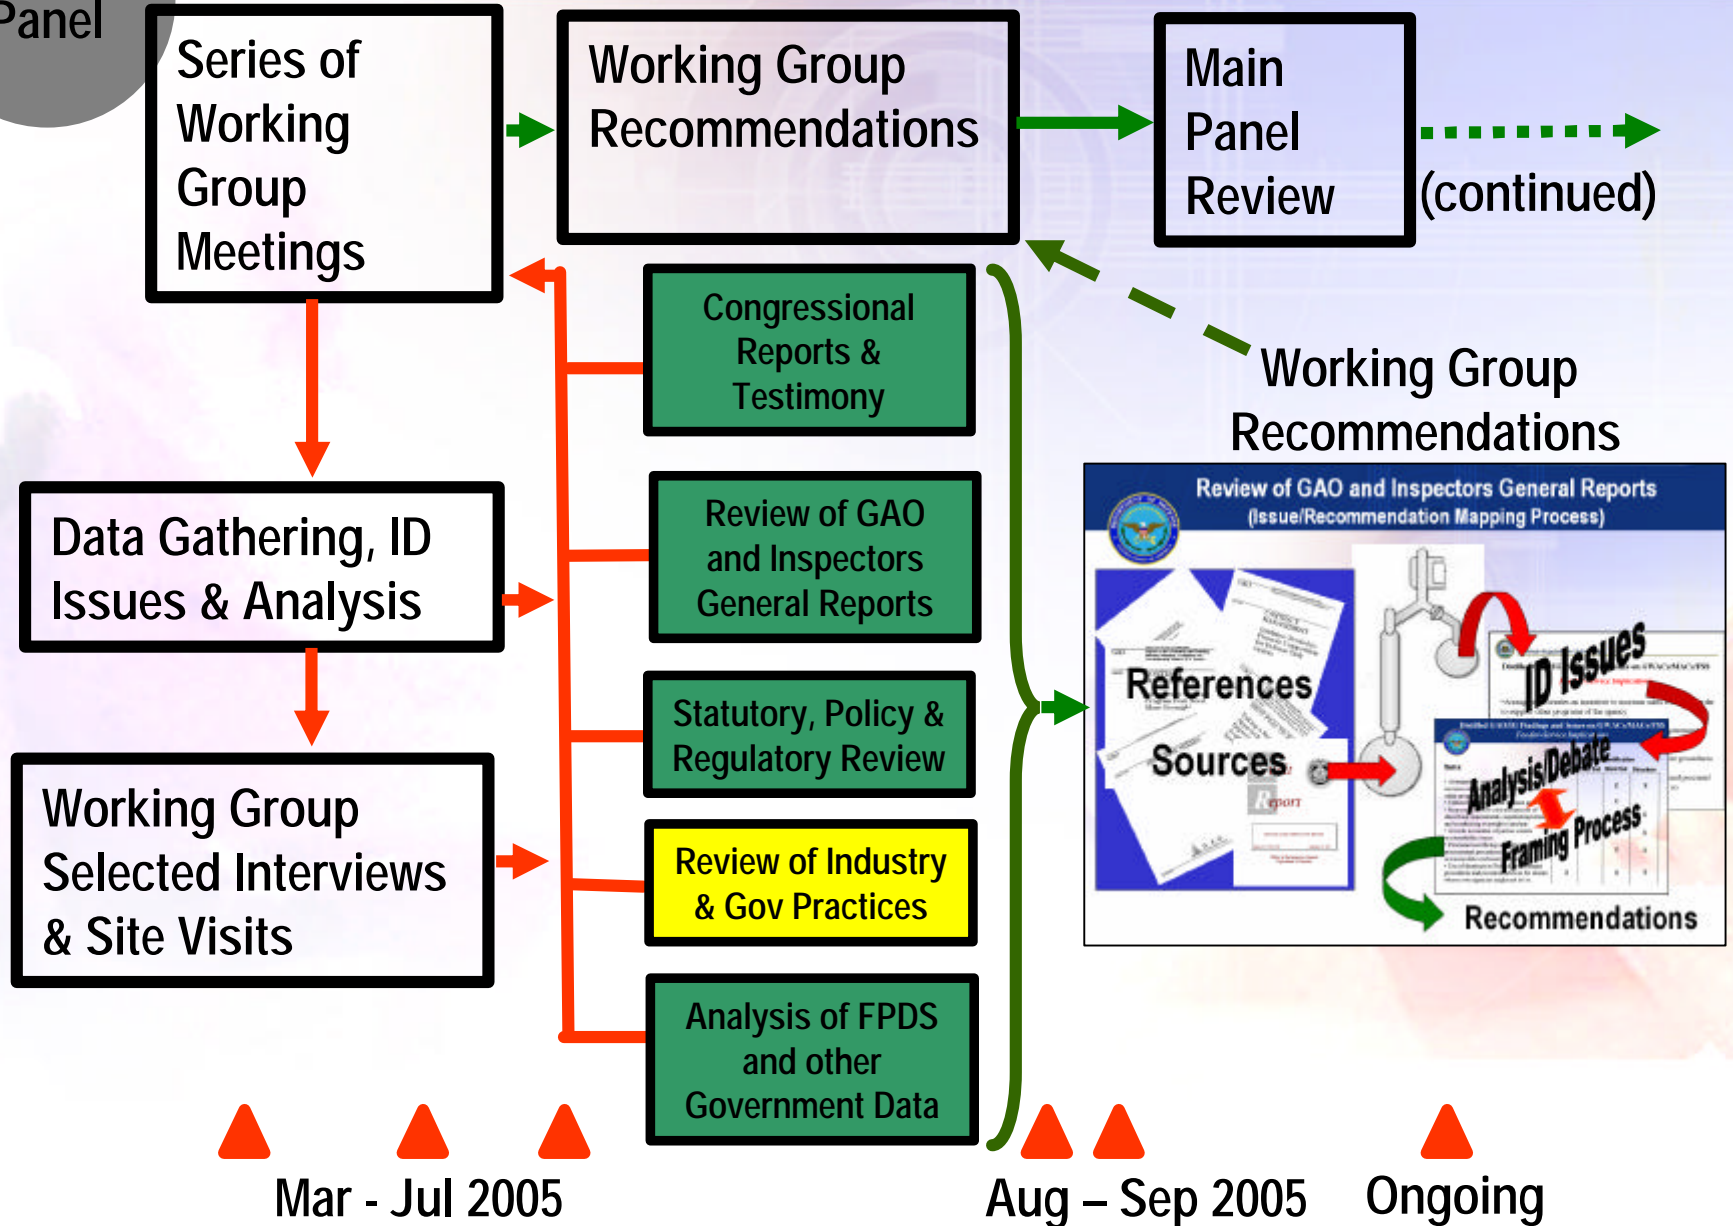 Panel
Series of
Working
Group
Meetings
Working Group
Recommendations
Main
Panel
Review
(continued)
Congressional
Reports &
Testimony
Working Group
Recommendations
Data Gathering, ID
Issues & Analysis
Review of GAO
and Inspectors
General Reports
Statutory, Policy &
Regulatory Review
Working Group
Selected Interviews
& Site Visits
Review of Industry
& Gov Practices
Analysis of FPDS
and other
Government Data
Review of GAO and Inspectors General Reports
(Issue/Recommendation Mapping Process)
References
Sources
Report
ID Issues
Analysis/Debate
Framing Process
Recommendations
Mar - Jul 2005
Aug – Sep 2005
Ongoing